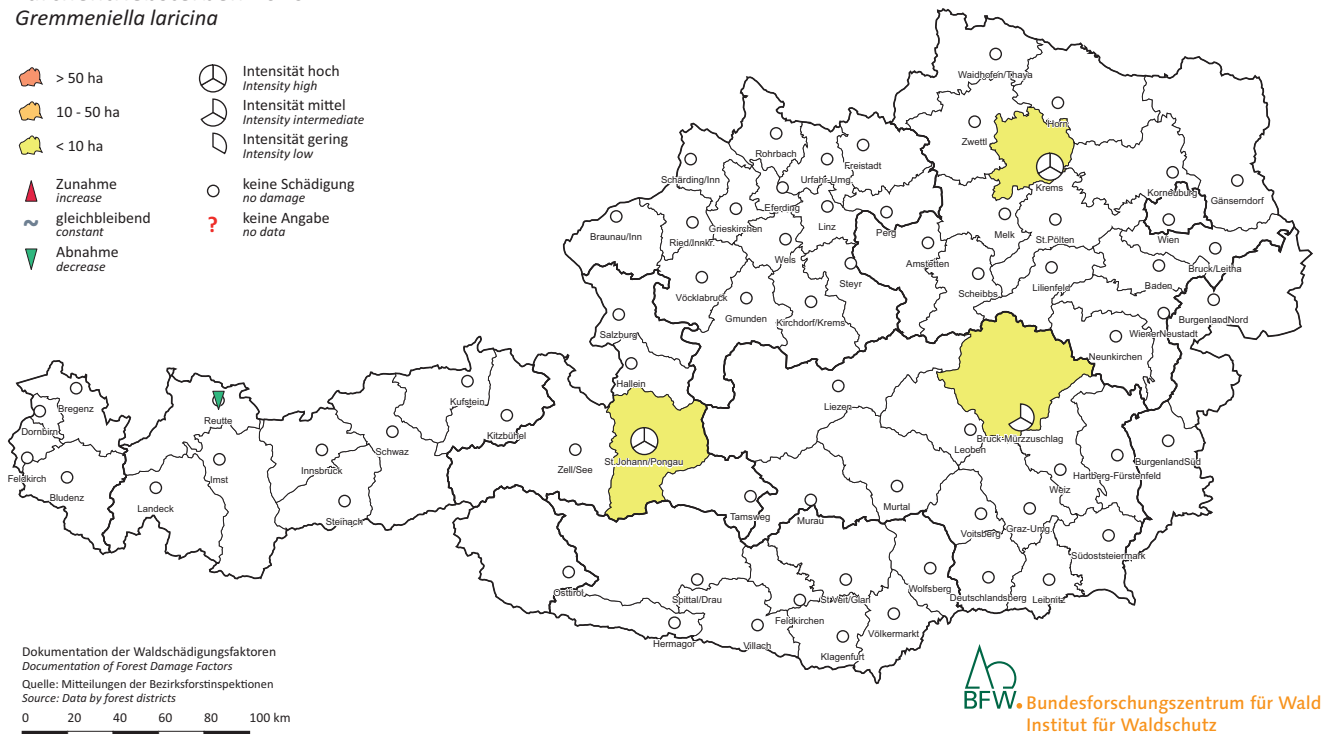 Gremmeniella laricina
> 50 ha
10 - 50 ha
< 10 ha
Zunahme
increase
gleichbleibend
constant
Abnahme
decrease
Intensität hoch
Intensity high
Intensität mittel
Intensity intermediate
Intensität gering
Intensity low
keine Schädigung
no damage
?
keine Angabe
no data
Waidhofen/Thaya
Horn
Zwettl
Krems
Korneuburg
Gänserndorf
Rohrbach
Freistadt
Urfahr-Umg.
Schärding/Inn
Eferding
Grieskirchen
Linz
Perg
Braunau/Inn
Ried/Innkr.
Wels
Steyr
Vöcklabruck
Gmunden
Kirchdorf/Krems
Melk
St.Pölten
Wien
Amstetten
Bruck/Leitha
Scheibbs
Lilienfeld
Baden
BurgenlandNord
WienerNeustadt
Neunkirchen
Salzburg
Hallein
Liezen
Bregenz
Dornbirn
Feldkirch
Bludenz
Reutte
Imst
Landeck
Innsbruck
Steinach
Schwaz
Kufstein
Kitzbühel
Zell/See
St.Johann/Pongau
Tamsweg
Murau
Murtal
Leoben
Bruck-Mürzzuschlag
Weiz
Hartberg-Fürstenfeld
BurgenlandSüd
Voitsberg
Graz-Umg.
Südoststeiermark
Deutschlandsberg
Leibnitz
Osttirol
Spittal/Drau
Hermagor
Villach
Feldkirchen
St.Veit/Glan
Klagenfurt
Völkermarkt
Wolfsberg
Dokumentation der Waldschädigungsfaktoren
Documentation of Forest Damage Factors
Quelle: Mitteilungen der Bezirksforstinspektionen
Source: Data by forest districts
0 20 40 60 80 100 km
BFW.
Bundesforschungszentrum für Wald
Institut für Waldschutz